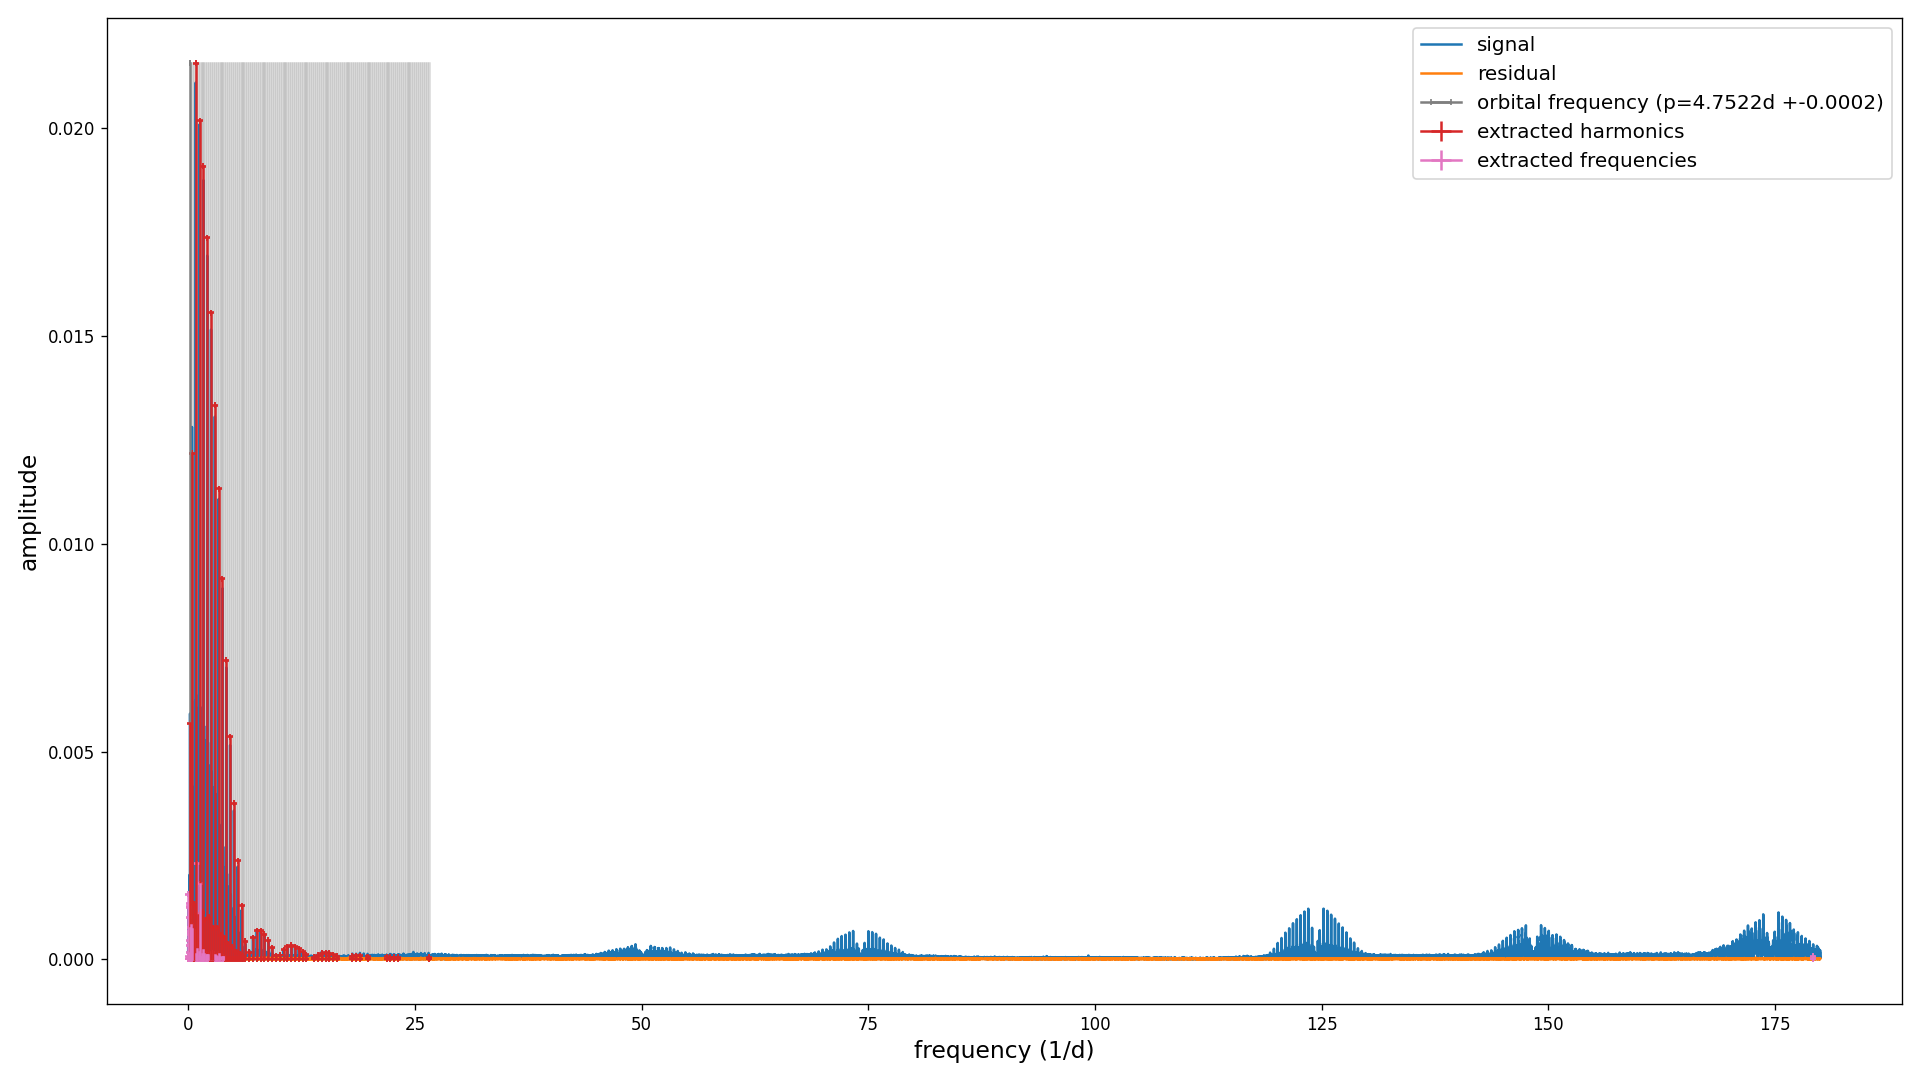 signal
residual
orbital frequency (p=4.7522d +-0.0002)
extracted harmonics
extracted frequencies
amplitude
0.020
0.015
0.010
0.005
0.000
0 25 50 75 100 125 150 175
frequency (1/d)